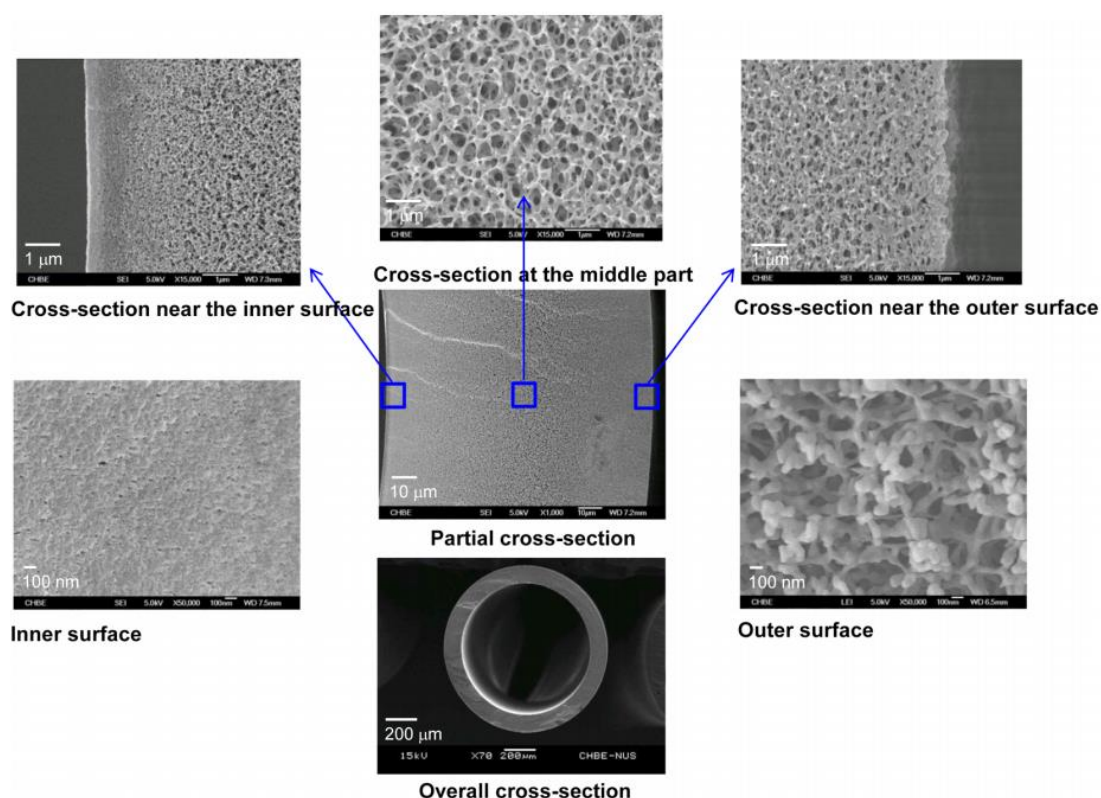 1 μm
CHBE SEI 5.0kV X15,000 1μm WD 7.3mm
Cross-section near the inner surface
1 μm
CHBE SEI 5.0kV X15,000 1μm WD 7.2mm
Cross-section at the middle part
1 μm
CHBE SEI 5.0kV X15,000 1μm WD 7.2mm
Cross-section near the outer surface
10 μm
CHBE SEI 5.0kV X1,000 10μm WD 7.2mm
Partial cross-section
100 nm
CHBE SEI 5.0kV X50,000 100nm WD 7.5mm
Inner surface
100 nm
CHBE LEI 5.0kV X50,000 100nm WD 6.5mm
Outer surface
200 μm
15kV X70 200μm CHBE-NUS
Overall cross-section